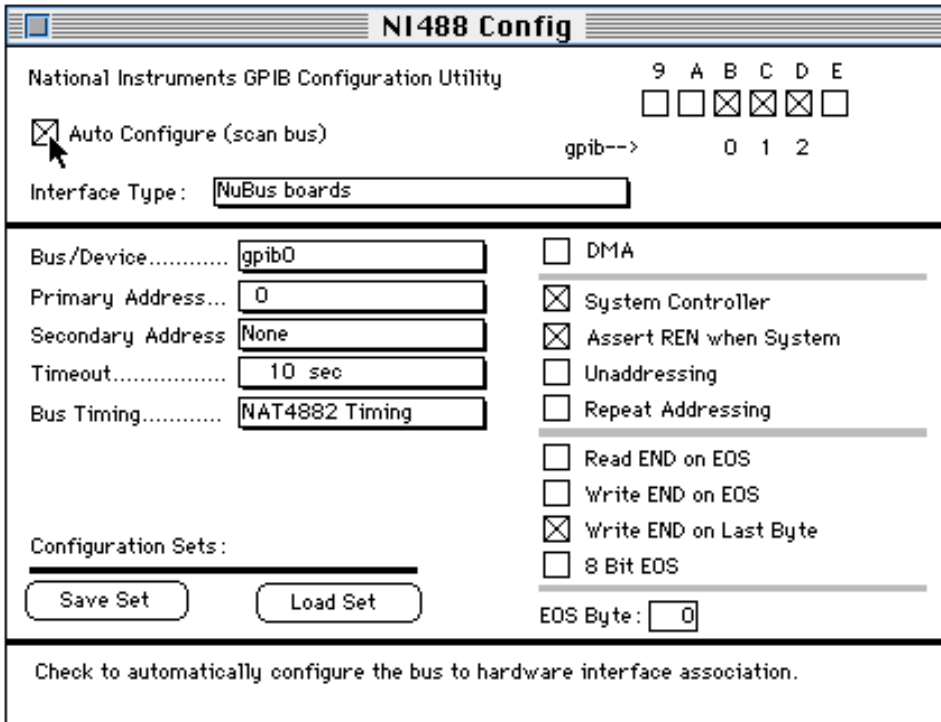 NI488 Config
National Instruments GPIB Configuration Utility
9 A B C D E
Auto Configure (scan bus)
gpib--> 0 1 2
Interface Type: NuBus boards
Bus/Device............ gpib0
Primary Address... 0
Secondary Address None
Timeout................. 10 sec
Bus Timing............ NAT4882 Timing
DMA
System Controller
Assert REN when System
Unaddressing
Repeat Addressing
Read END on EOS
Write END on EOS
Write END on Last Byte
8 Bit EOS
EOS Byte: 0
Configuration Sets:
Save Set Load Set
Check to automatically configure the bus to hardware interface association.